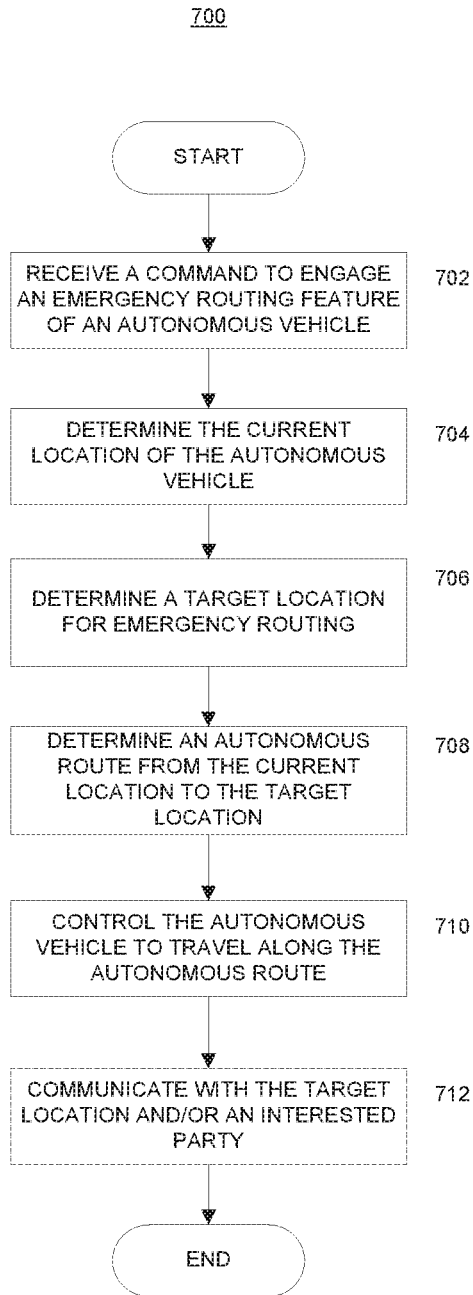 700
START
RECEIVE A COMMAND TO ENGAGE
AN EMERGENCY ROUTING FEATURE
OF AN AUTONOMOUS VEHICLE
702
DETERMINE THE CURRENT
LOCATION OF THE AUTONOMOUS
VEHICLE
704
DETERMINE A TARGET LOCATION
FOR EMERGENCY ROUTING
706
DETERMINE AN AUTONOMOUS
ROUTE FROM THE CURRENT
LOCATION TO THE TARGET
LOCATION
708
CONTROL THE AUTONOMOUS
VEHICLE TO TRAVEL ALONG THE
AUTONOMOUS ROUTE
710
COMMUNICATE WITH THE TARGET
LOCATION AND/OR AN INTERESTED
PARTY
712
END